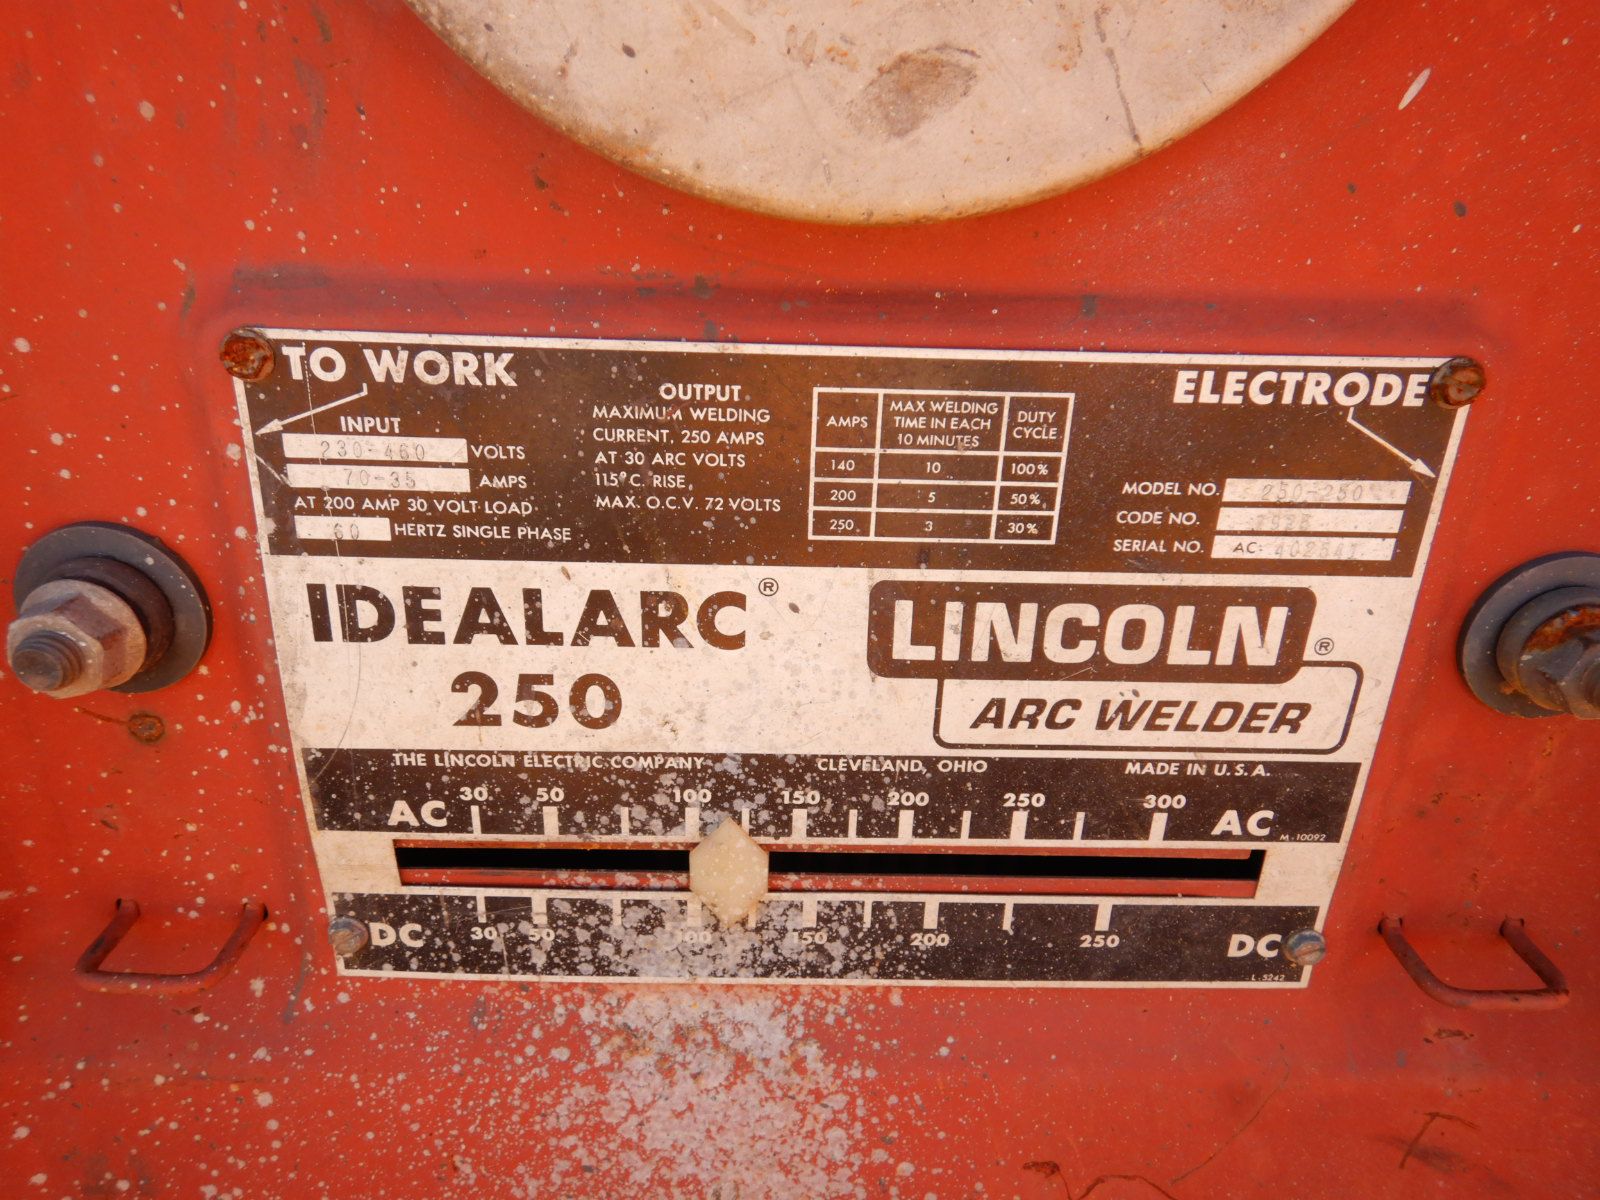 TO WORK
INPUT
230-460 VOLTS
70-35 AMPS
AT 200 AMP 30 VOLT LOAD
60 HERTZ SINGLE PHASE
OUTPUT
MAXIMUM WELDING
CURRENT, 250 AMPS
AT 30 ARC VOLTS
115°C. RISE,
MAX. O.C.V. 72 VOLTS
AMPS MAX WELDING TIME IN EACH 10 MINUTES DUTY CYCLE
140 10 100%
200 5 50%
250 3 30%
ELECTRODE
MODEL NO. 250-250
CODE NO.
SERIAL NO. AC-
IDEALARC®
250
LINCOLN®
ARC WELDER
THE LINCOLN ELECTRIC COMPANY CLEVELAND, OHIO MADE IN U.S.A.
AC 30 50 100 150 200 250 300 AC
M-10092
DC 30 50 100 150 200 250 DC
L-5242